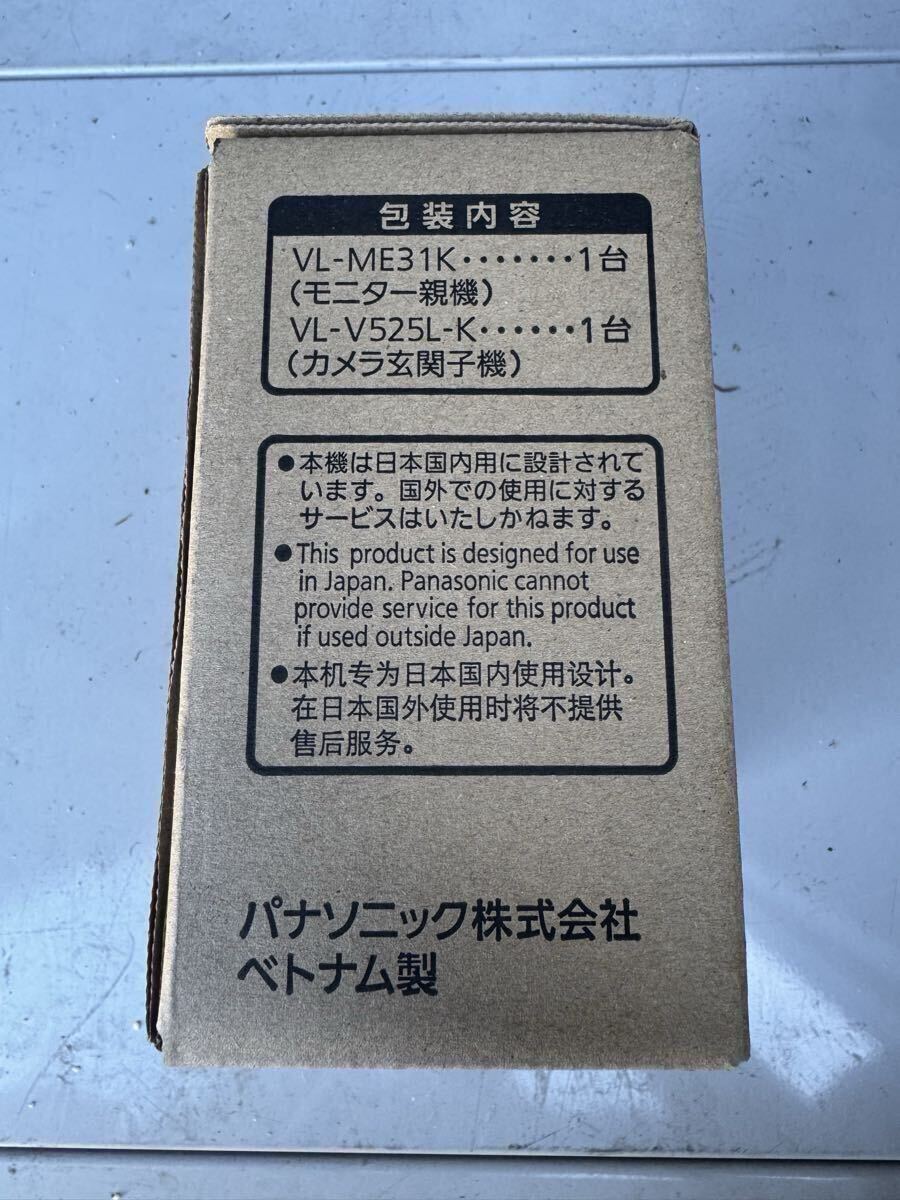 包装内容
VL-ME31K・・・・・・・1台
(モニター親機)
VL-V525L-K・・・・・・1台
(カメラ玄関子機)
●本機は日本国内用に設計されて
います。国外での使用に対する
サービスはいたしかねます。
●This product is designed for use
in Japan. Panasonic cannot
provide service for this product
if used outside Japan.
●本机专为日本国内使用设计。
在日本国外使用时将不提供
售后服务。
パナソニック株式会社
ベトナム製